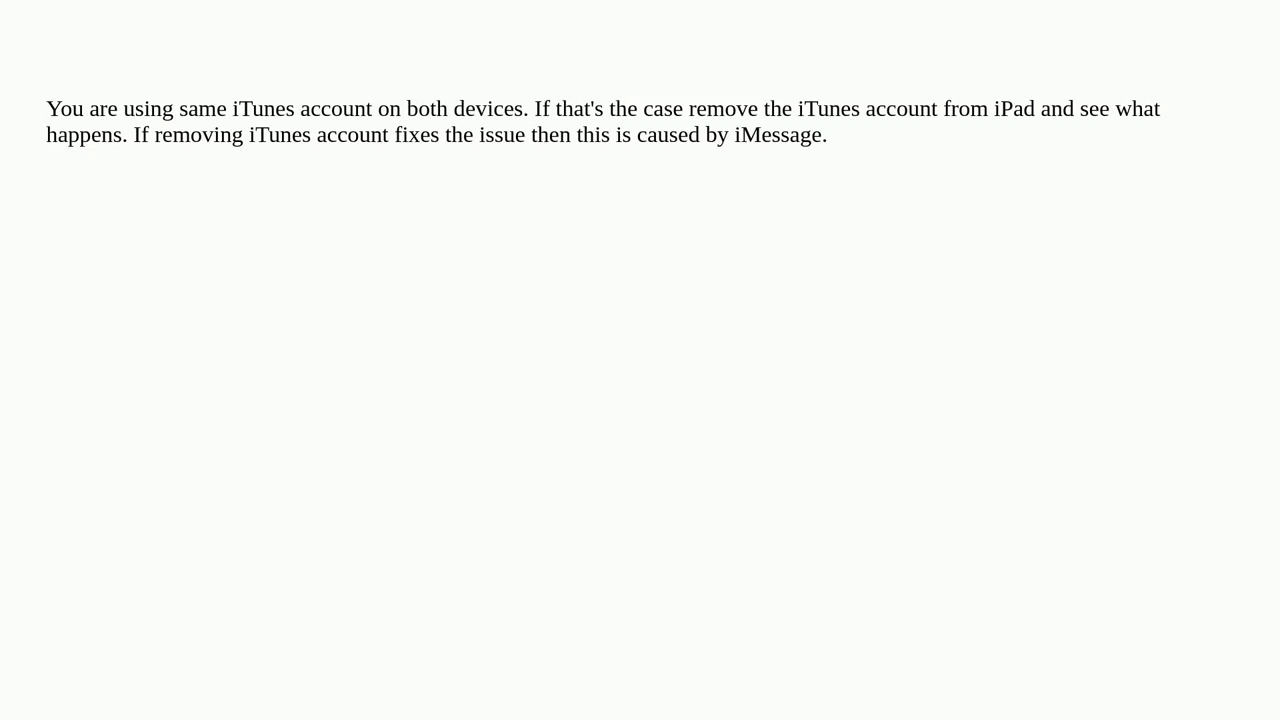 You are using same iTunes account on both devices. If that's the case remove the iTunes account from iPad and see what
happens. If removing iTunes account fixes the issue then this is caused by iMessage.